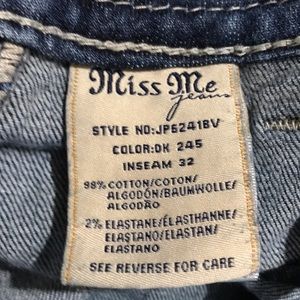 Miss Me
jeans
STYLE NO:JP6241BV
COLOR:DK 245
INSEAM 32
98% COTTON/COTON/
ALGODÓN/BAUMWOLLE/
ALGODÃO
2% ELASTANE/ÉLASTHANNE/
ELASTANO/ELASTAN/
ELASTANO
SEE REVERSE FOR CARE